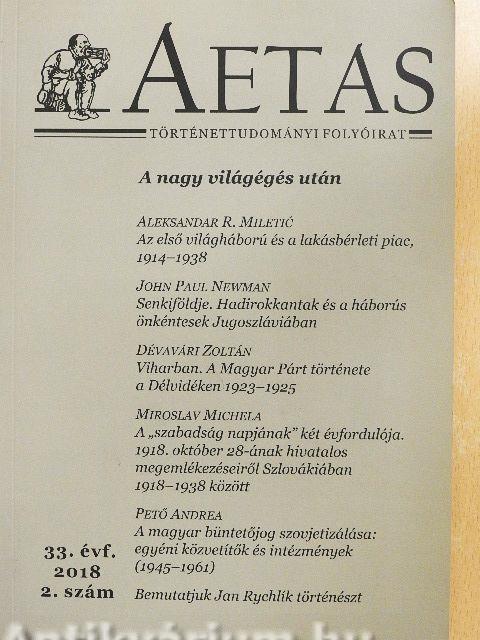 AETAS
TÖRTÉNETTUDOMÁNYI FOLYÓIRAT
A nagy világégés után
ALEKSANDAR R. MILETIĆ
Az első világháború és a lakásbérleti piac,
1914–1938
JOHN PAUL NEWMAN
Senkiföldje. Hadirokkantak és a háborús
önkéntesek Jugoszláviában
DÉVAVÁRI ZOLTÁN
Viharban. A Magyar Párt története
a Délvidéken 1923–1925
MIROSLAV MICHELA
A „szabadság napjának” két évfordulója.
1918. október 28-ának hivatalos
megemlékezéseiről Szlovákiában
1918–1938 között
PETŐ ANDREA
A magyar büntetőjog szovjetizálása:
egyéni közvetítők és intézmények
(1945–1961)
Bemutatjuk Jan Rychlík történészt
33. évf.
2018
2. szám
Antikvárium.hu